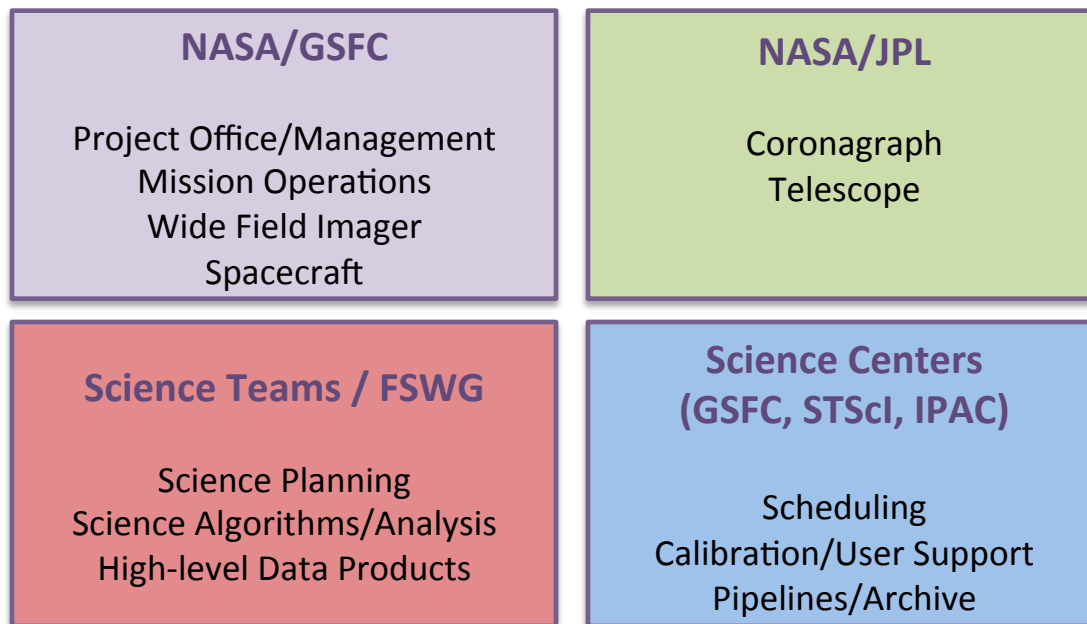 NASA/GSFC
Project Office/Management
Mission Operations
Wide Field Imager
Spacecraft
NASA/JPL
Coronagraph
Telescope
Science Teams / FSWG
Science Planning
Science Algorithms/Analysis
High-level Data Products
Science Centers
(GSFC, STScI, IPAC)
Scheduling
Calibration/User Support
Pipelines/Archive